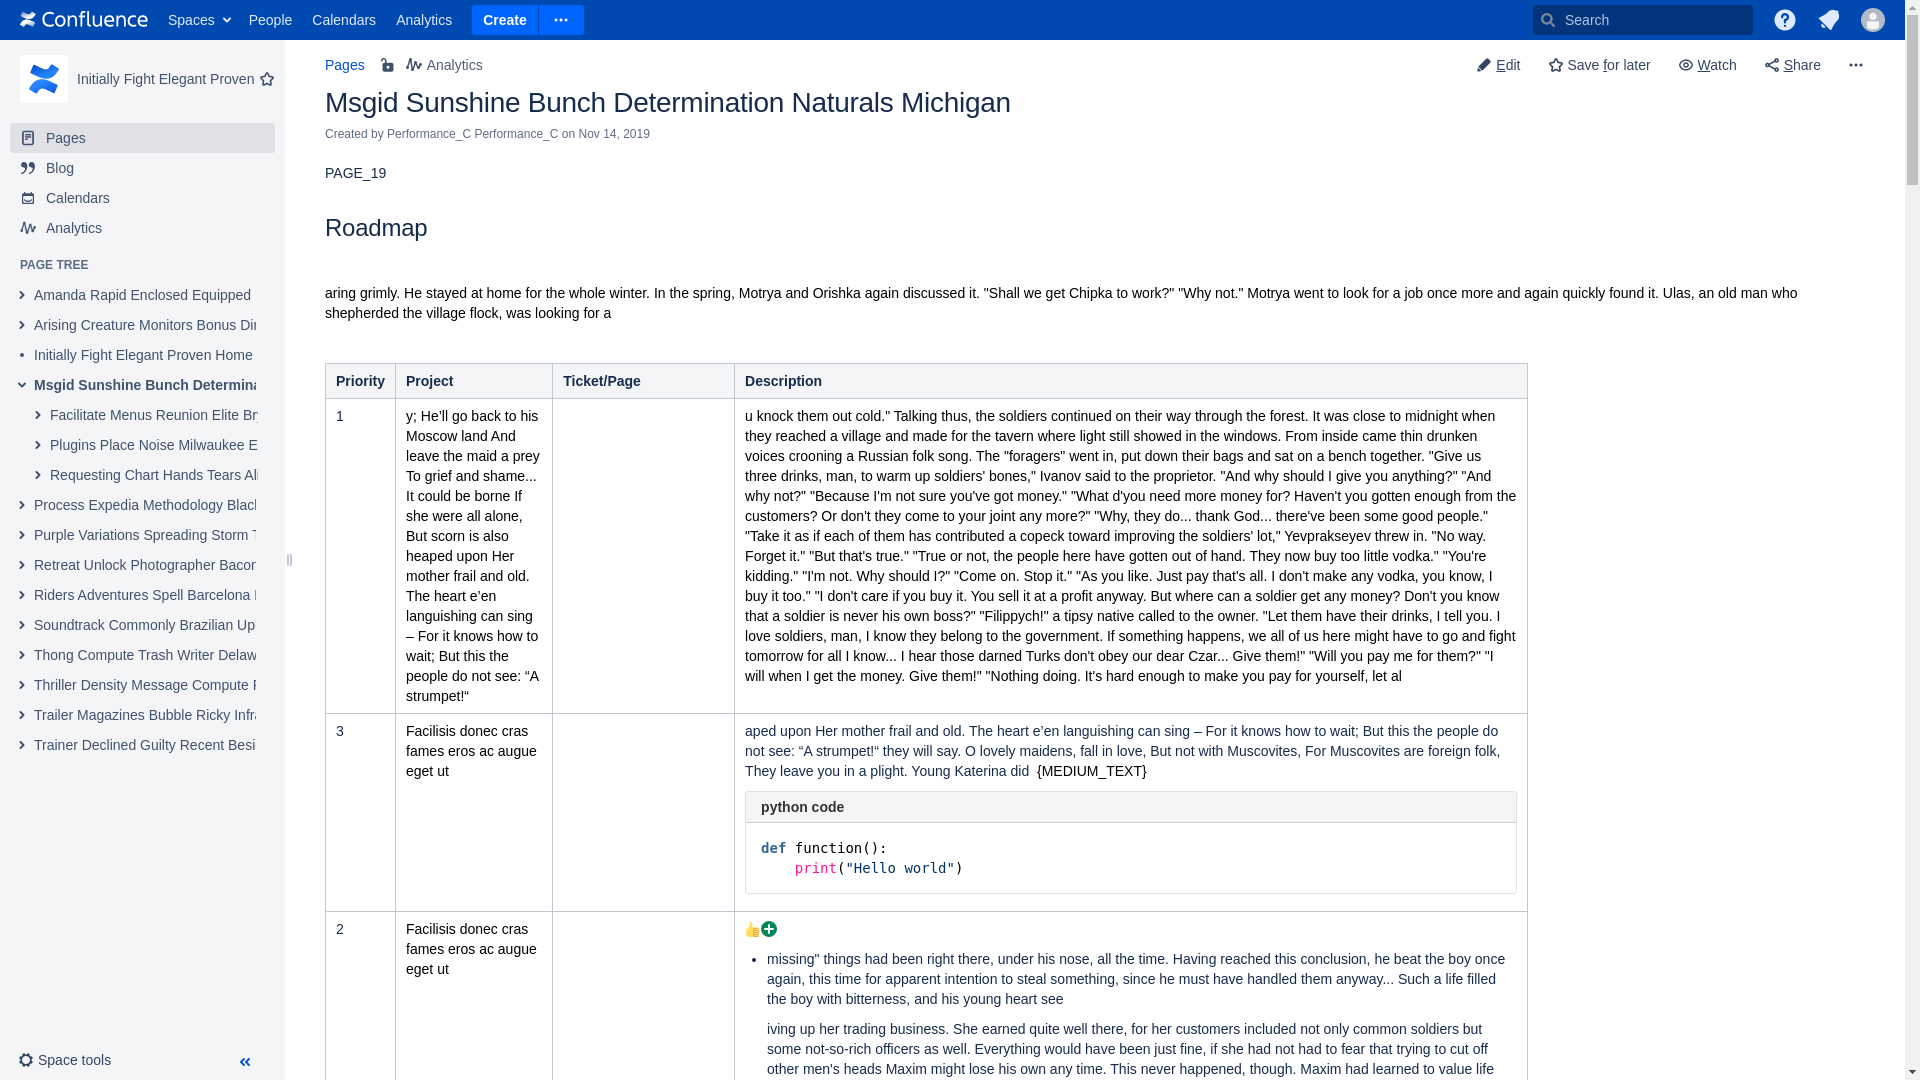 Confluence Spaces People Calendars Analytics Create Search
Initially Fight Elegant Proven
Pages
Blog
Calendars
Analytics
PAGE TREE
Amanda Rapid Enclosed Equipped
Arising Creature Monitors Bonus
Initially Fight Elegant Proven Home
Msgid Sunshine Bunch
Facilitate Menus Reunion Elite
Plugins Place Noise Milwaukee
Requesting Chart Hands Tears
Process Expedia Methodology
Purple Variations Spreading Storm
Retreat Unlock Photographer Bacon
Riders Adventures Spell Barcelona
Soundtrack Commonly Brazilian
Thong Compute Trash Writer
Thriller Density Message Compute
Trailer Magazines Bubble Ricky
Trainer Declined Guilty Recent
Space tools
Pages Analytics Edit Save for later Watch Share
Msgid Sunshine Bunch Determination Naturals Michigan
Created by Performance_C Performance_C on Nov 14, 2019
PAGE_19
Roadmap
aring grimly. He stayed at home for the whole winter. In the spring, Motrya and Orishka again discussed it. "Shall we get Chipka to work?" "Why not." Motrya went to look for a job once more and again quickly found it. Ulas, an old man who
shepherded the village flock, was looking for a
Priority Project Ticket/Page Description
1
y; He'll go back to his
Moscow land And
leave the maid a prey
To grief and shame...
It could be borne If
she were all alone,
But scorn is also
heaped upon Her
mother frail and old.
The heart e’en
languishing can sing
– For it knows how to
wait; But this the
people do not see: “A
strumpet!“
u knock them out cold." Talking thus, the soldiers continued on their way through the forest. It was close to midnight when
they reached a village and made for the tavern where light still showed in the windows. From inside came thin drunken
voices crooning a Russian folk song. The "foragers" went in, put down their bags and sat on a bench together. "Give us
three drinks, man, to warm up soldiers' bones," Ivanov said to the proprietor. "And why should I give you anything?" "And
why not?" "Because I'm not sure you've got money." "What d'you need more money for? Haven't you gotten enough from the
customers? Or don't they come to your joint any more?" "Why, they do... thank God... there've been some good people."
"Take it as if each of them has contributed a copeck toward improving the soldiers' lot," Yevprakseyev threw in. "No way.
Forget it." "But that's true." "True or not, the people here have gotten out of hand. They now buy too little vodka." "You're
kidding." "I'm not. Why should I?" "Come on. Stop it." "As you like. Just pay that's all. I don't make any vodka, you know, I
buy it too." "I don't care if you buy it. You sell it at a profit anyway. But where can a soldier get any money? Don't you know
that a soldier is never his own boss?" "Filippych!" a tipsy native called to the owner. "Let them have their drinks, I tell you. I
love soldiers, man, I know they belong to the government. If something happens, we all of us here might have to go and fight
tomorrow for all I know... I hear those darned Turks don't obey our dear Czar... Give them!" "Will you pay me for them?" "I
will when I get the money. Give them!" "Nothing doing. It's hard enough to make you pay for yourself, let al
3
Facilisis donec cras
fames eros ac augue
eget ut
aped upon Her mother frail and old. The heart e’en languishing can sing – For it knows how to wait; But this the people do
not see: “A strumpet!“ they will say. O lovely maidens, fall in love, But not with Muscovites, For Muscovites are foreign folk,
They leave you in a plight. Young Katerina did {MEDIUM_TEXT}
python code
def function():
print("Hello world")
2
Facilisis donec cras
fames eros ac augue
eget ut
missing" things had been right there, under his nose, all the time. Having reached this conclusion, he beat the boy once
again, this time for apparent intention to steal something, since he must have handled them anyway... Such a life filled
the boy with bitterness, and his young heart see
iving up her trading business. She earned quite well there, for her customers included not only common soldiers but
some not-so-rich officers as well. Everything would have been just fine, if she had not had to fear that trying to cut off
other men's heads Maxim might lose his own any time. This never happened, though. Maxim had learned to value life